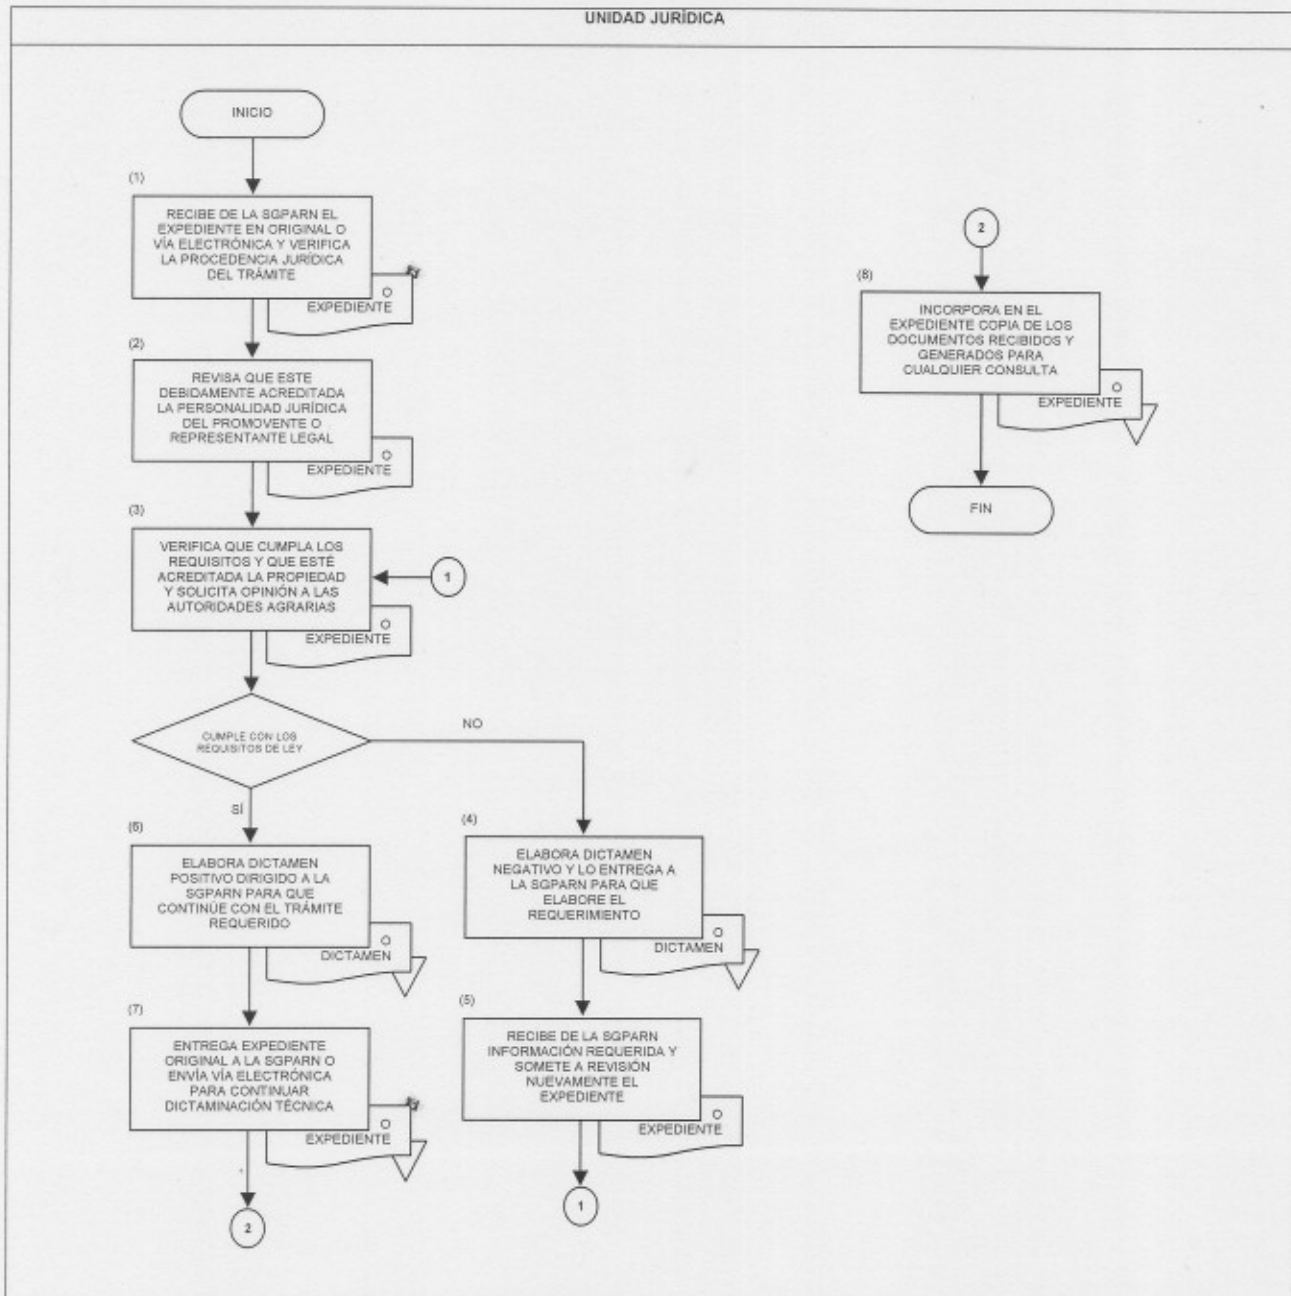 UNIDAD JURÍDICA
INICIO
(1)
RECIBE DE LA SGPARN EL
EXPEDIENTE EN ORIGINAL O
VÍA ELECTRÓNICA Y VERIFICA
LA PROCEDENCIA JURÍDICA
DEL TRÁMITE
O
EXPEDIENTE
(2)
REVISA QUE ESTE
DEBIDAMENTE ACREDITADA
LA PERSONALIDAD JURÍDICA
DEL PROMOVENTE O
REPRESENTANTE LEGAL
O
EXPEDIENTE
(3)
VERIFICA QUE CUMPLA LOS
REQUISITOS Y QUE ESTÉ
ACREDITADA LA PROPIEDAD
Y SOLICITA OPINIÓN A LAS
AUTORIDADES AGRARIAS
1
O
EXPEDIENTE
CUMPLE CON LOS
REQUISITOS DE LEY
NO
SÍ
(6)
ELABORA DICTAMEN
POSITIVO DIRIGIDO A LA
SGPARN PARA QUE
CONTINÚE CON EL TRÁMITE
REQUERIDO
O
DICTAMEN
(7)
ENTREGA EXPEDIENTE
ORIGINAL A LA SGPARN O
ENVÍA VÍA ELECTRÓNICA
PARA CONTINUAR
DICTAMINACIÓN TÉCNICA
O
EXPEDIENTE
2
(4)
ELABORA DICTAMEN
NEGATIVO Y LO ENTREGA A
LA SGPARN PARA QUE
ELABORE EL
REQUERIMIENTO
O
DICTAMEN
(5)
RECIBE DE LA SGPARN
INFORMACIÓN REQUERIDA Y
SOMETE A REVISIÓN
NUEVAMENTE EL
EXPEDIENTE
O
EXPEDIENTE
1
2
(8)
INCORPORA EN EL
EXPEDIENTE COPIA DE LOS
DOCUMENTOS RECIBIDOS Y
GENERADOS PARA
CUALQUIER CONSULTA
O
EXPEDIENTE
FIN